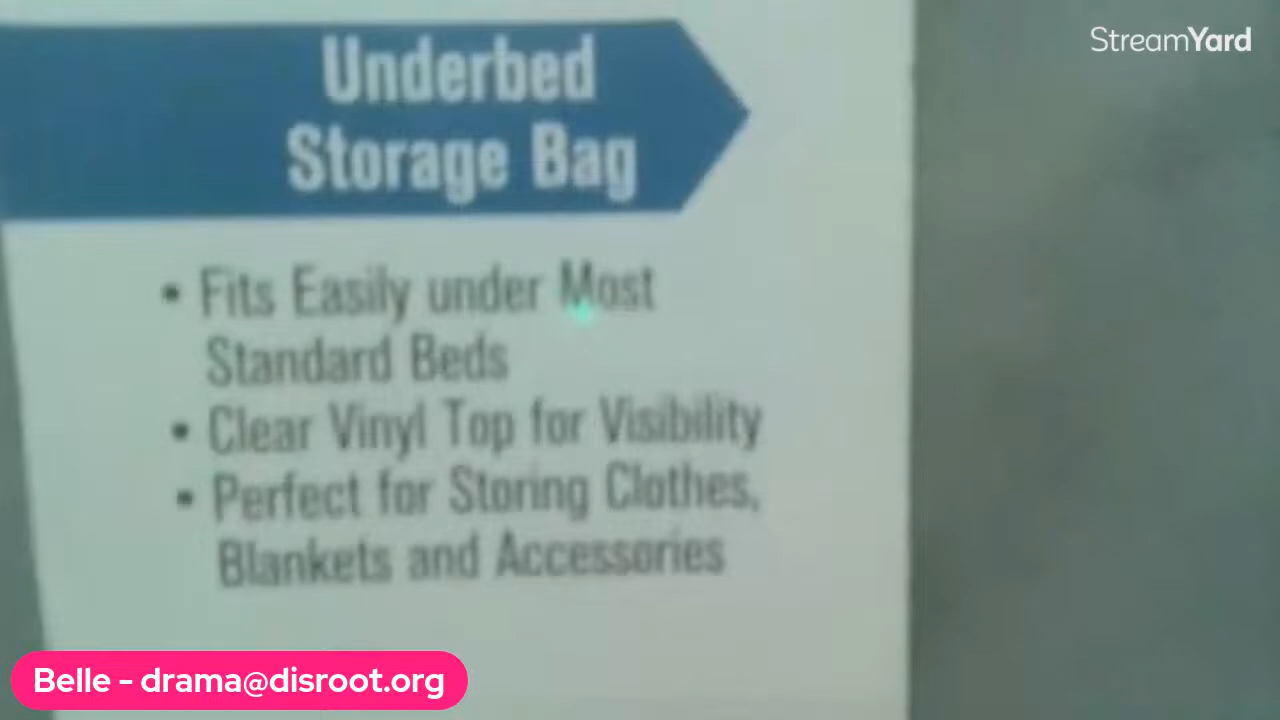 StreamYard
Underbed
Storage Bag
• Fits Easily under Most
Standard Beds
• Clear Vinyl Top for Visibility
• Perfect for Storing Clothes,
Blankets and Accessories
Belle - drama@disroot.org